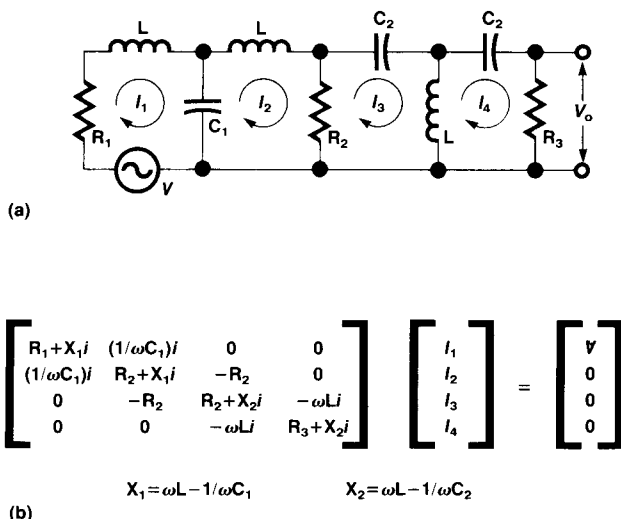 L L C₂ C₂
R₁ I₁ C₁ I₂ R₂ I₃ L I₄ R₃ Vₒ
V
(a)
R₁+X₁i (1/ωC₁)i 0 0 I₁ V
(1/ωC₁)i R₂+X₁i −R₂ 0 I₂ = 0
0 −R₂ R₂+X₂i −ωLi I₃ 0
0 0 −ωLi R₃+X₂i I₄ 0
X₁=ωL−1/ωC₁ X₂=ωL−1/ωC₂
(b)